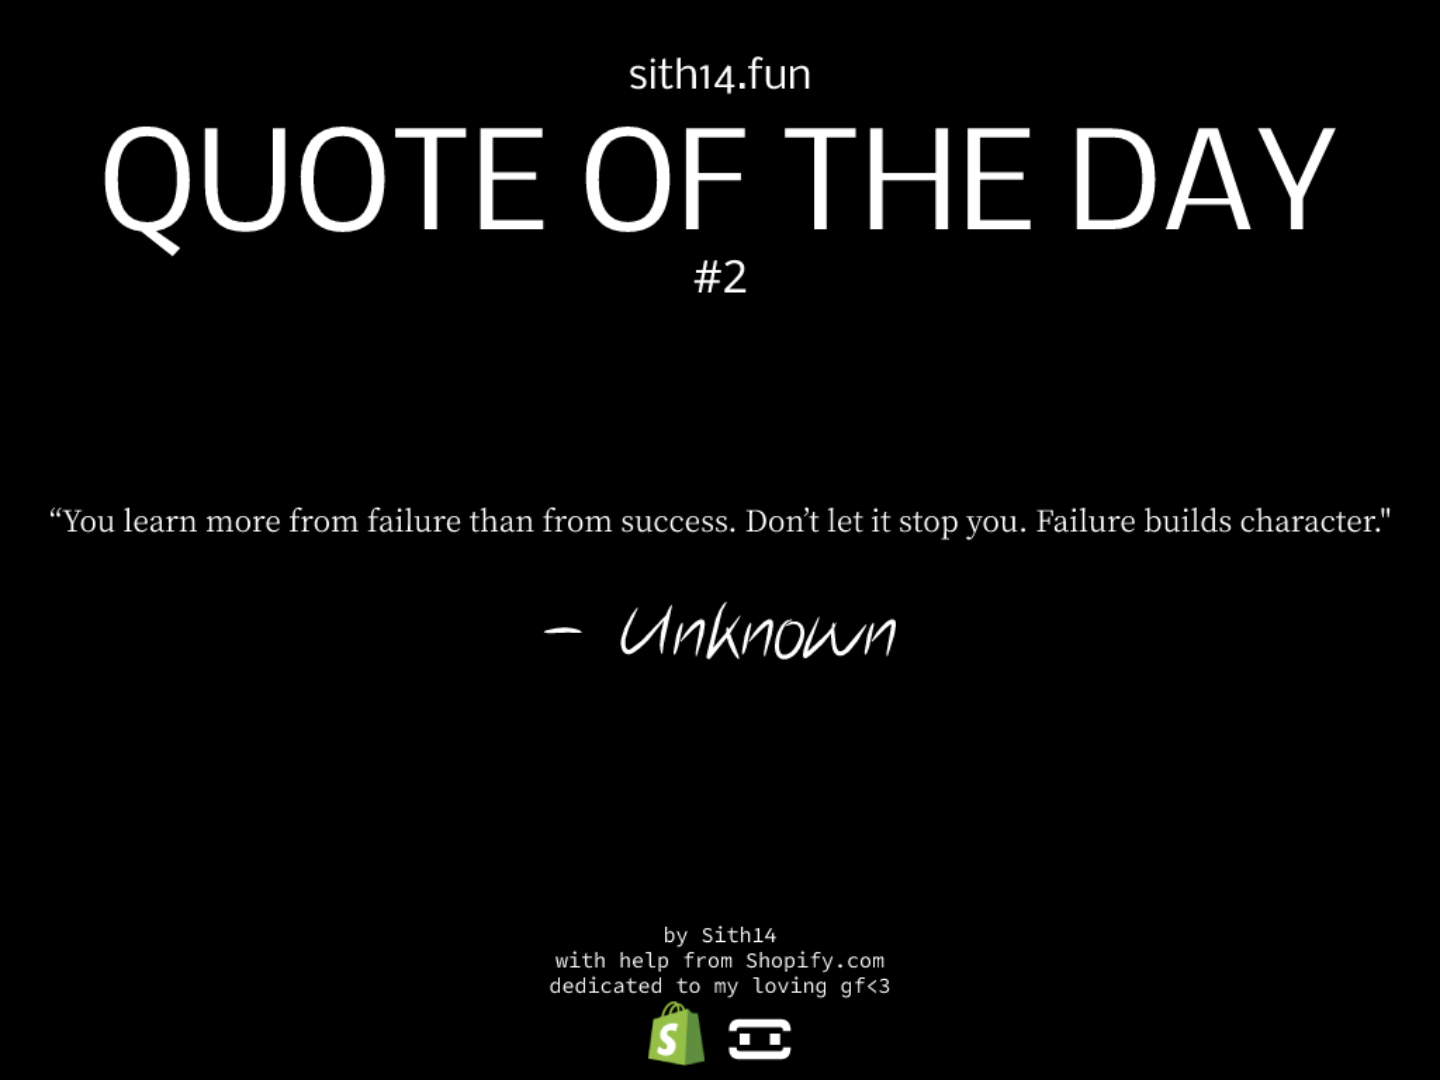 sith14.fun
QUOTE OF THE DAY
#2
“You learn more from failure than from success. Don’t let it stop you. Failure builds character."
– Unknown
by Sith14
with help from Shopify.com
dedicated to my loving gf<3
S